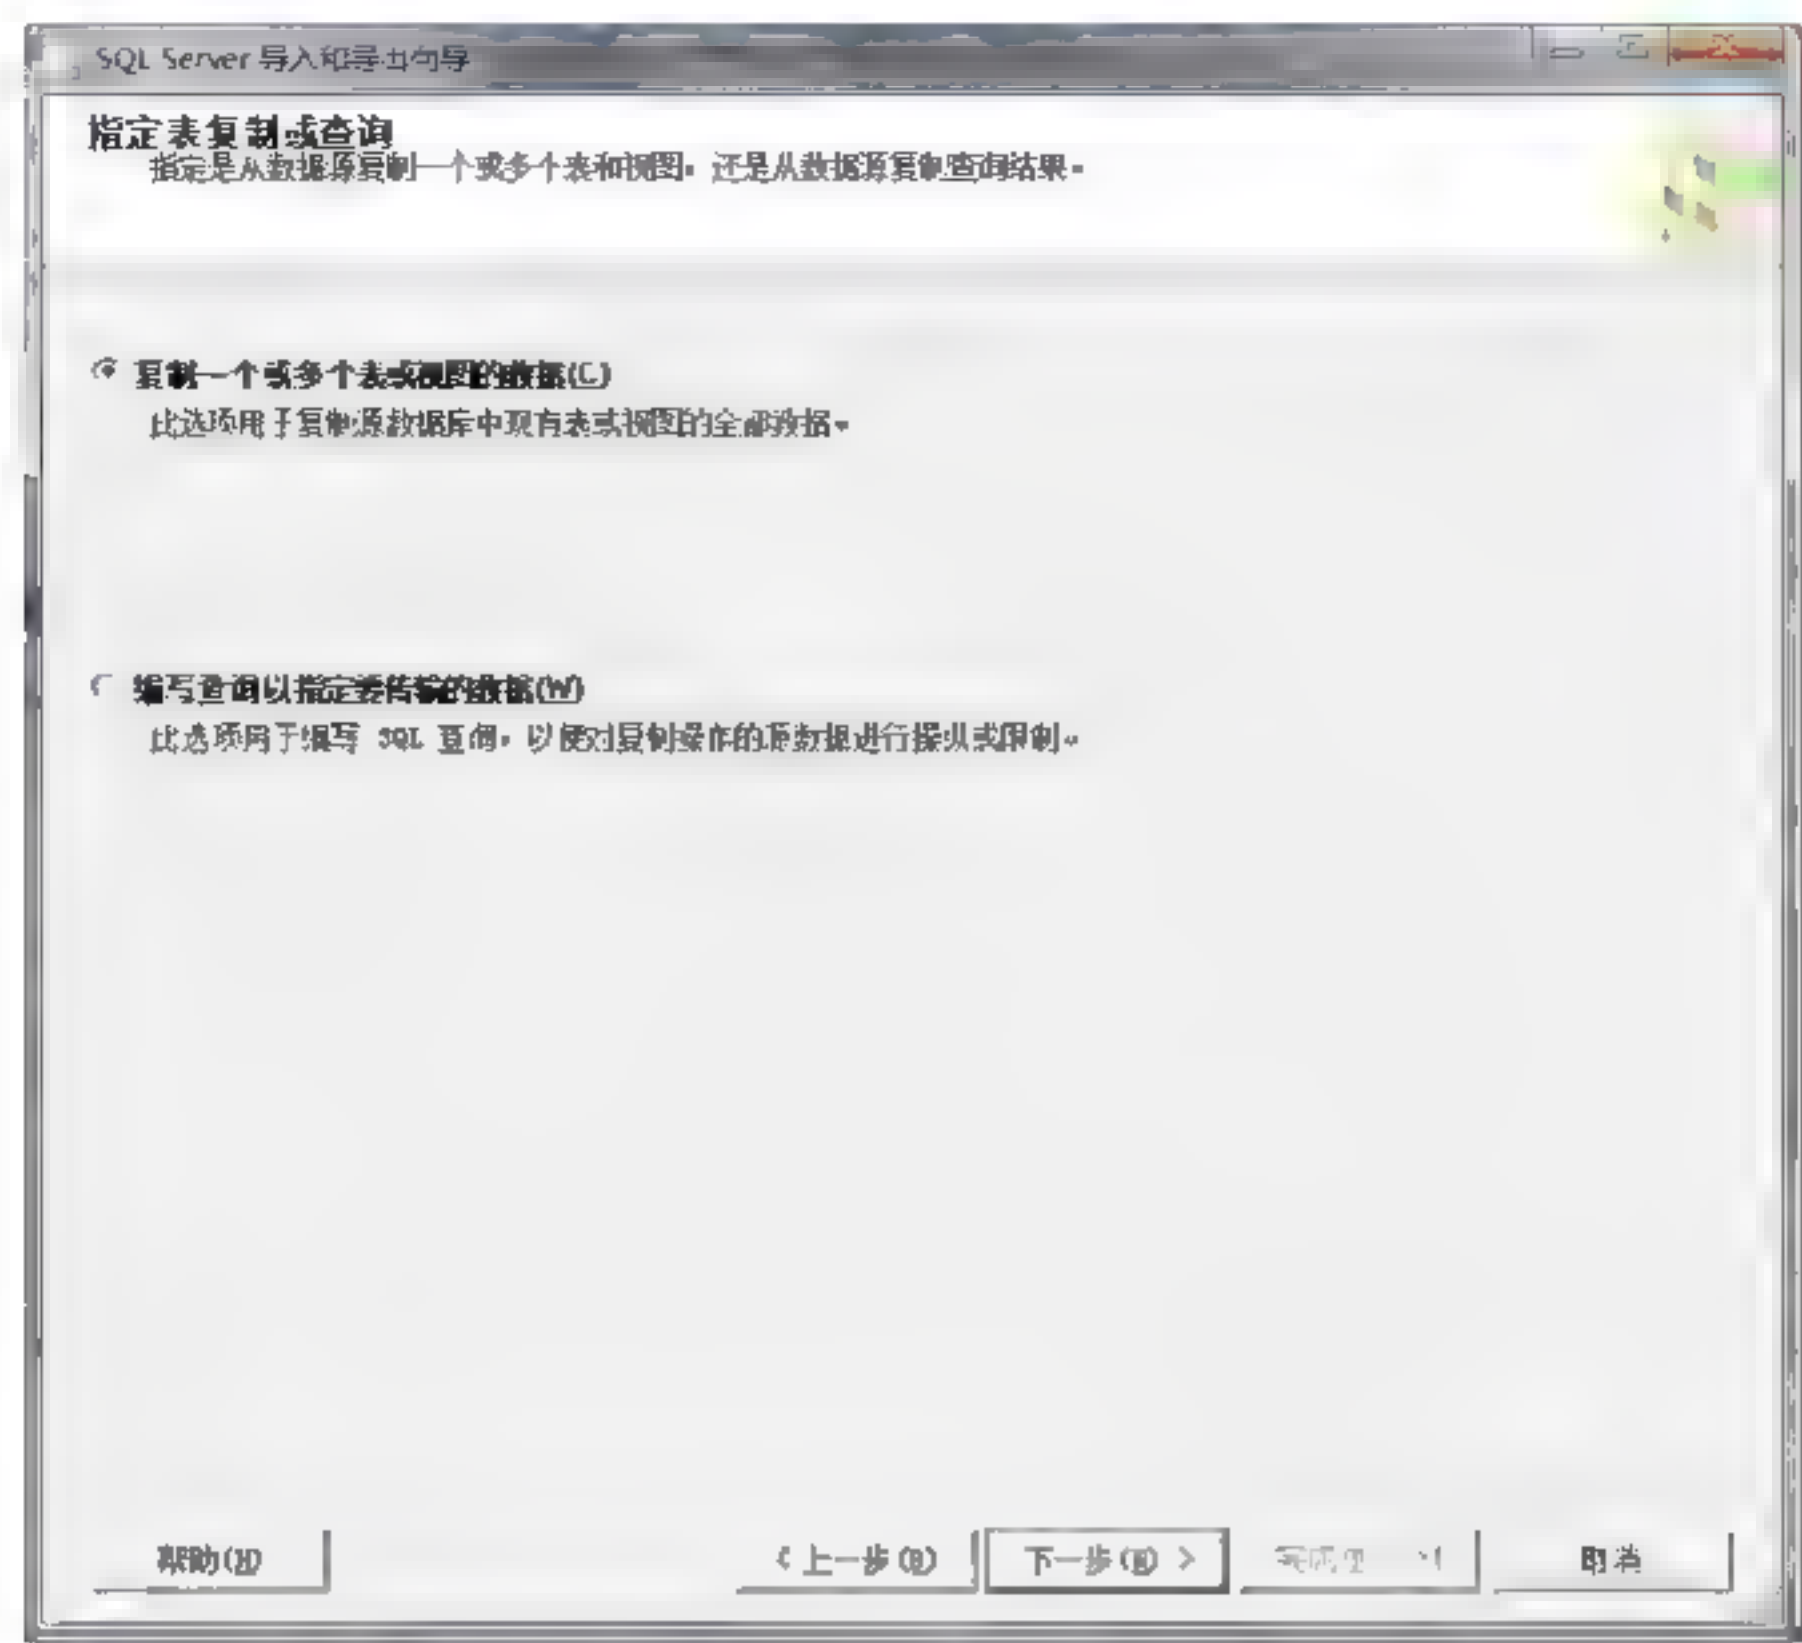 SQL Server 导入和导出向导
指定表复制或查询
指定是从数据源复制一个或多个表和视图，还是从数据源复制查询结果。
复制一个或多个表或视图的数据(C)
此选项用于复制源数据库中现有表或视图的全部数据。
编写查询以指定要传输的数据(W)
此选项用于编写 SQL 查询，以便对复制操作的源数据进行操纵或限制。
帮助(H)
<上一步(B)
下一步(N) >
取消